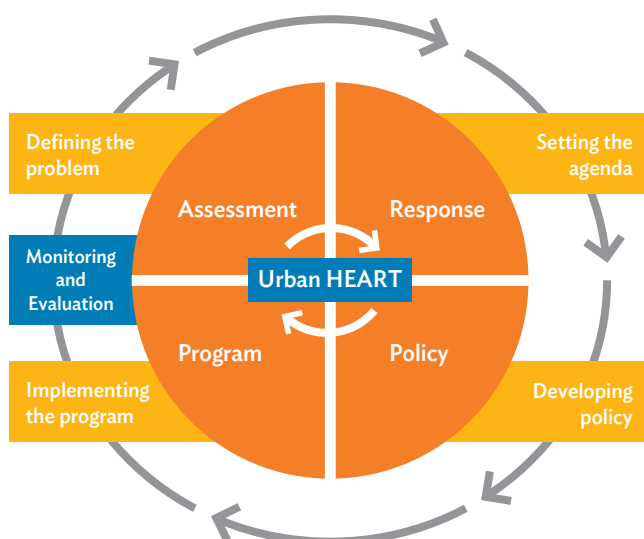 Defining the
problem
Setting the
agenda
Assessment
Response
Monitoring
and
Evaluation
Urban HEART
Program
Policy
Implementing
the program
Developing
policy